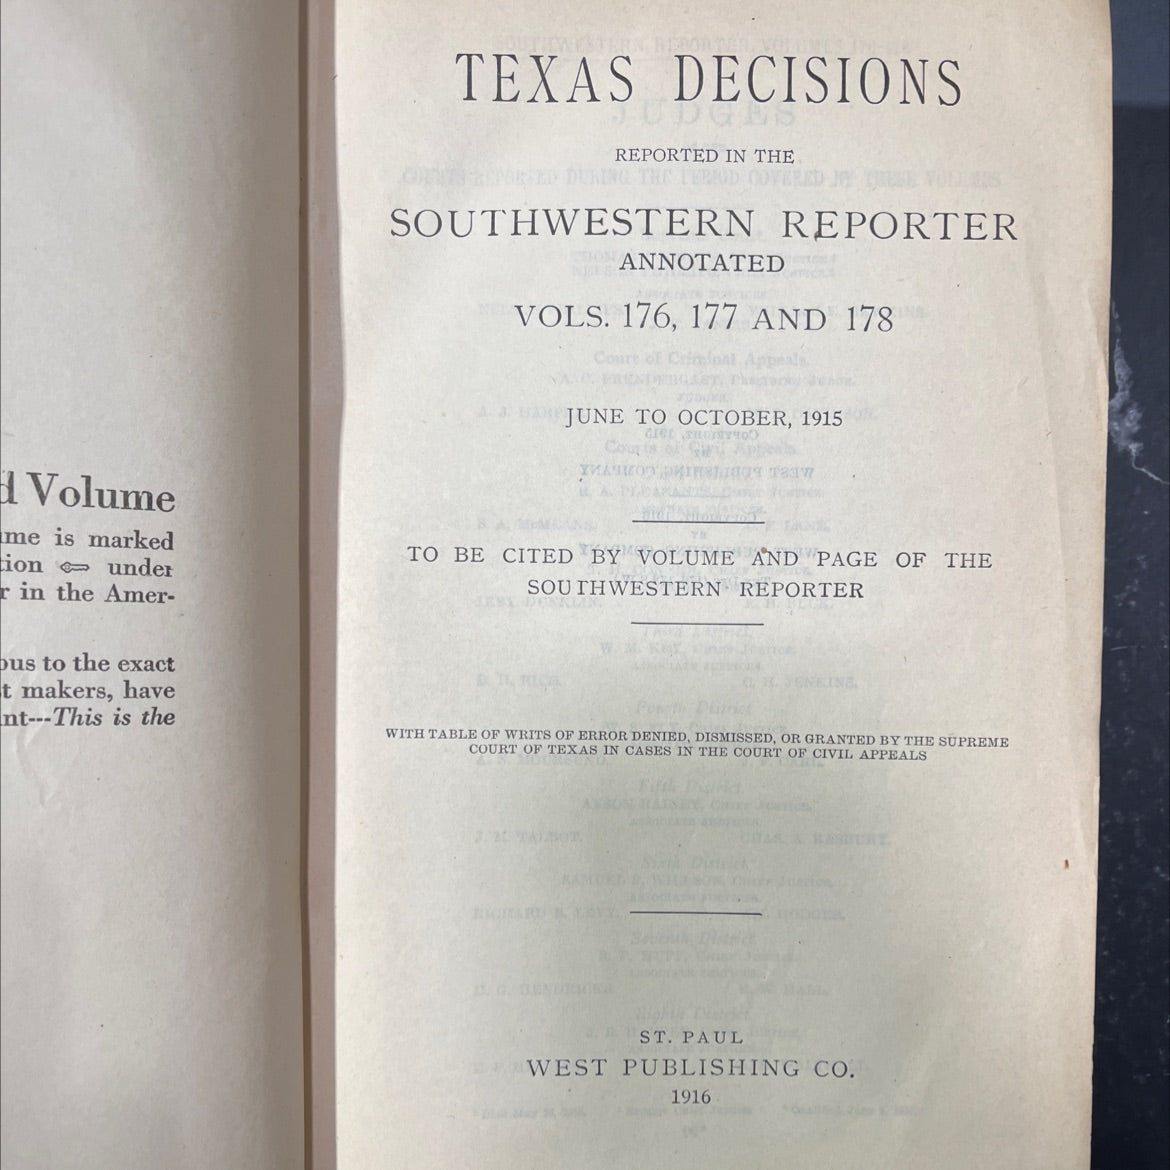 d Volume
me is marked
tion under
r in the Amer-
ous to the exact
t makers, have
nt---This is the
TEXAS DECISIONS
REPORTED IN THE
SOUTHWESTERN REPORTER
ANNOTATED
VOLS. 176, 177 AND 178
JUNE TO OCTOBER, 1915
TO BE CITED BY VOLUME AND PAGE OF THE
SOUTHWESTERN REPORTER
WITH TABLE OF WRITS OF ERROR DENIED, DISMISSED, OR GRANTED BY THE SUPREME
COURT OF TEXAS IN CASES IN THE COURT OF CIVIL APPEALS
ST. PAUL
WEST PUBLISHING CO.
1916